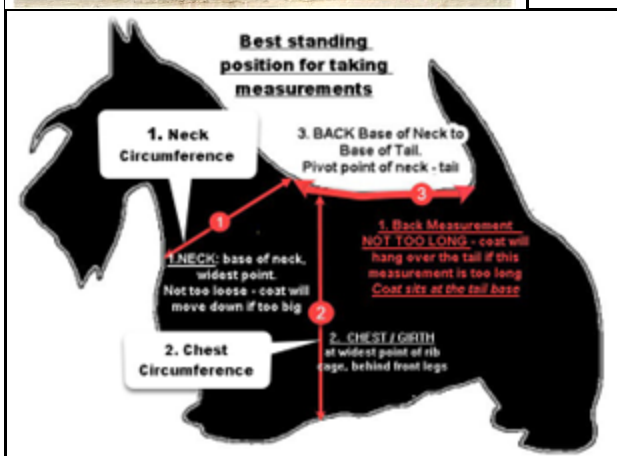 Best standing
position for taking
measurements
1. Neck
Circumference
3. BACK Base of Neck to
Base of Tail.
Pivot point of neck - tail
3
1
1. Back Measurement
NOT TOO LONG - coat will
hang over the tail if this
measurement is too long
Coat sits at the tail base
1.NECK: base of neck,
widest point.
Not too loose - coat will
move down if too big
2
2. Chest
Circumference
2. CHEST / GIRTH
at widest point of rib
cage, behind front legs